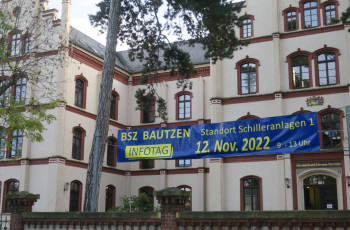 BSZ BAUTZEN
INFOTAG
Standort Schilleranlagen 1
12. Nov. 2022
9 - 13 Uhr